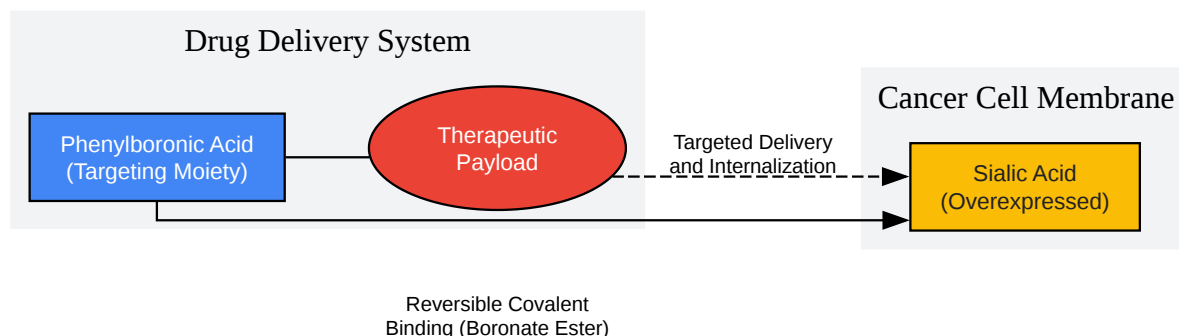 Drug Delivery System
Phenylboronic Acid
(Targeting Moiety)
Therapeutic
Payload
Targeted Delivery
and Internalization
Cancer Cell Membrane
Sialic Acid
(Overexpressed)
Reversible Covalent
Binding (Boronate Ester)